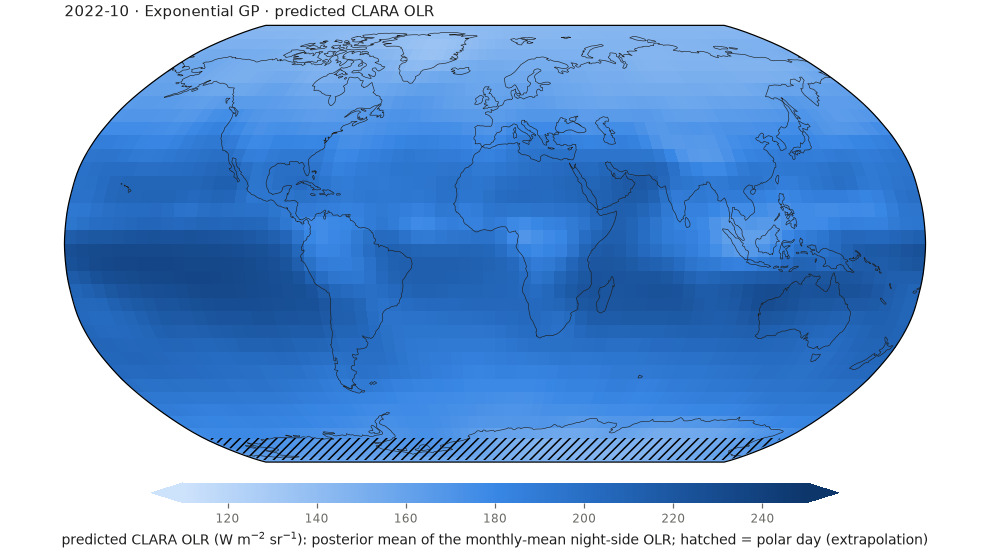 2022-10 · Exponential GP · predicted CLARA OLR
120 140 160 180 200 220 240
predicted CLARA OLR (W m⁻² sr⁻¹): posterior mean of the monthly-mean night-side OLR; hatched = polar day (extrapolation)